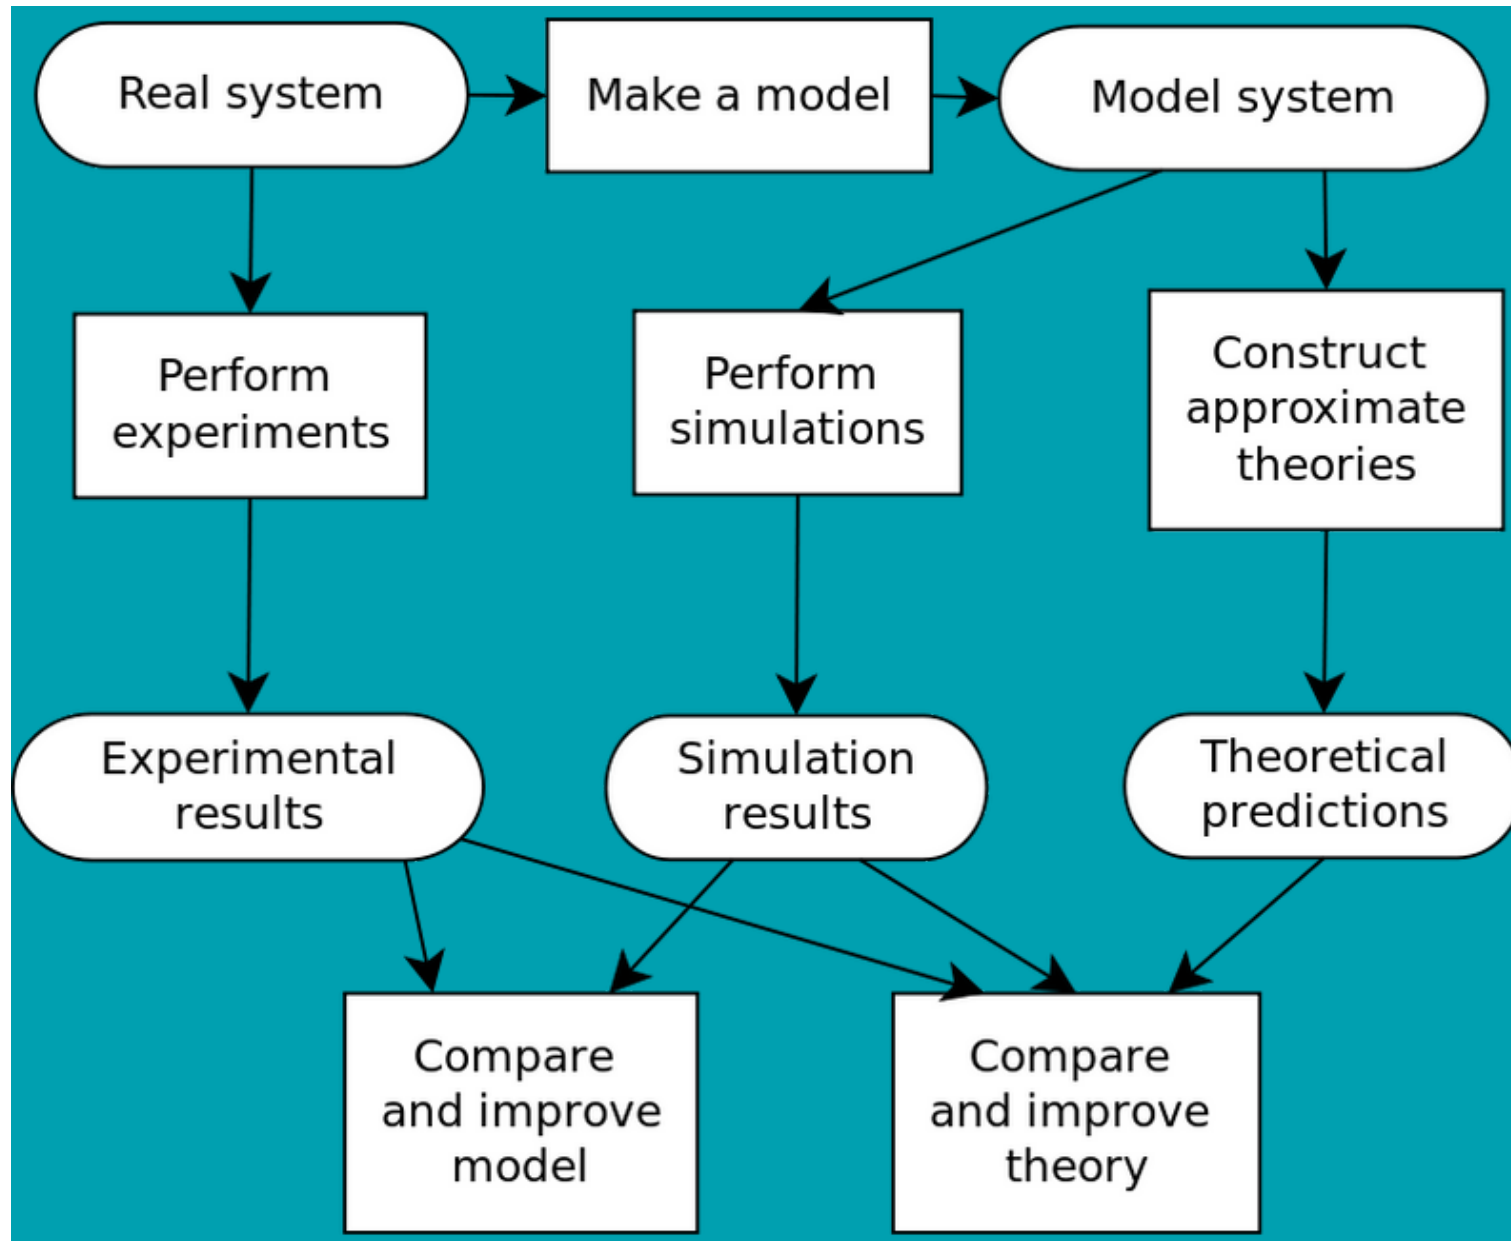 Real system
Make a model
Model system
Perform
experiments
Perform
simulations
Construct
approximate
theories
Experimental
results
Simulation
results
Theoretical
predictions
Compare
and improve
model
Compare
and improve
theory